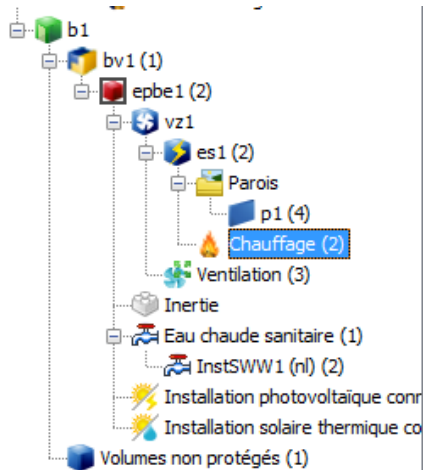 b1
bv1 (1)
epbe1 (2)
vz1
es1 (2)
Parois
p1 (4)
Chauffage (2)
Ventilation (3)
Inertie
Eau chaude sanitaire (1)
InstSWW1 (nl) (2)
Installation photovoltaïque conr
Installation solaire thermique co
Volumes non protégés (1)